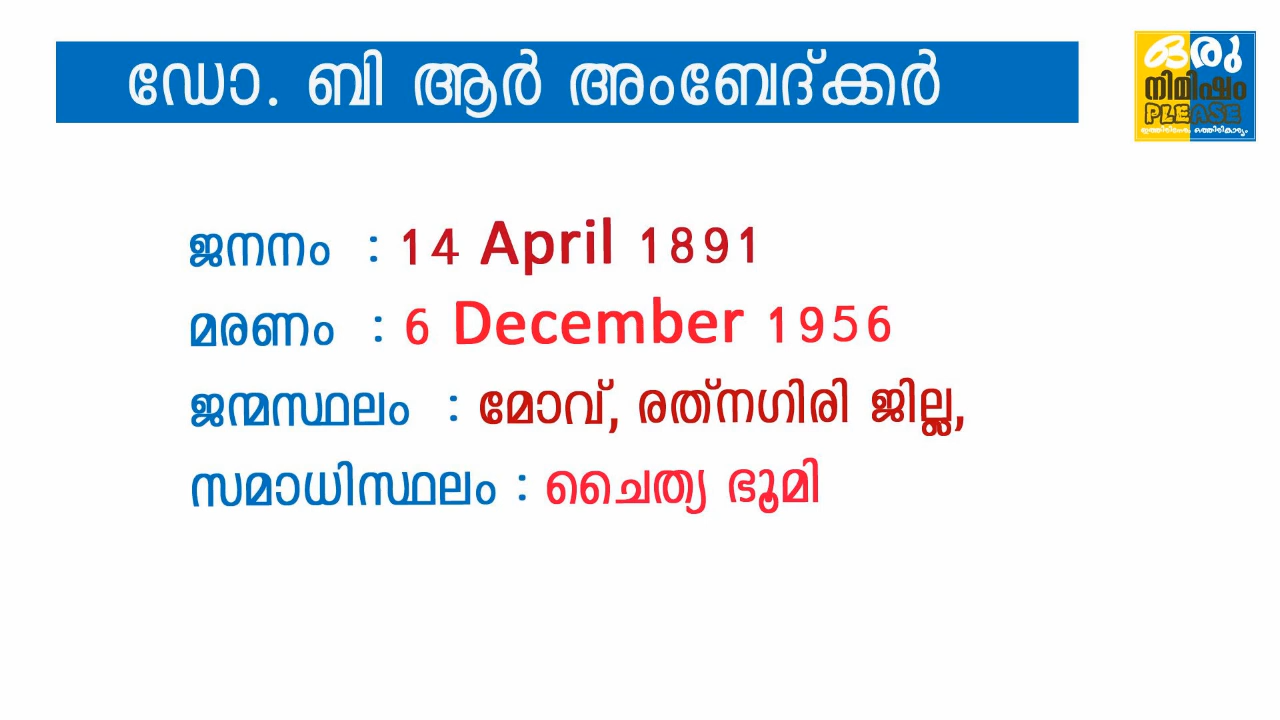 ഡോ. ബി ആർ അംബേദ്ക്കർ
ഒരു
നിമിഷം
PLEASE
ജനനം : 14 April 1891
മരണം : 6 December 1956
ജന്മസ്ഥലം : മോവ്, രത്‌നഗിരി ജില്ല,
സമാധിസ്ഥലം : ചൈത്യ ഭൂമി